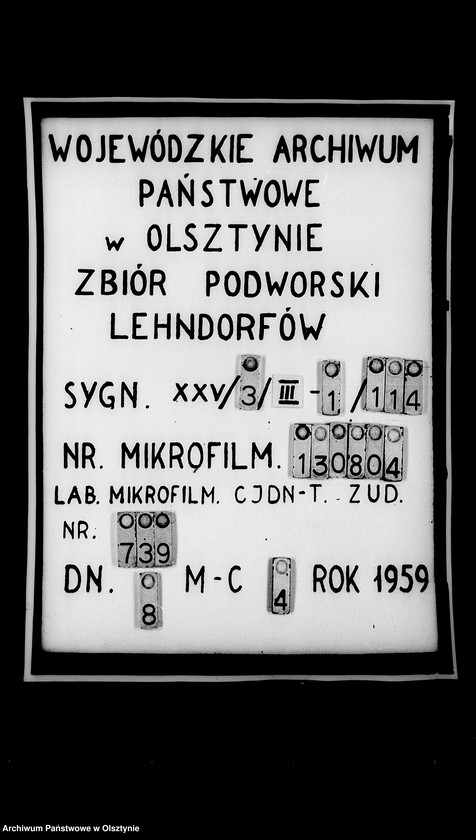 WOJEWÓDZKIE ARCHIWUM
PAŃSTWOWE
w OLSZTYNIE
ZBIÓR PODWORSKI
LEHNDORFÓW
SYGN. XXV/3/III-1/114
NR. MIKROFILM. 130804
LAB. MIKROFILM. CJDN-T. - ZUD.
NR: 739
DN. 8 M-C 4 ROK 1959
Archiwum Państwowe w Olsztynie